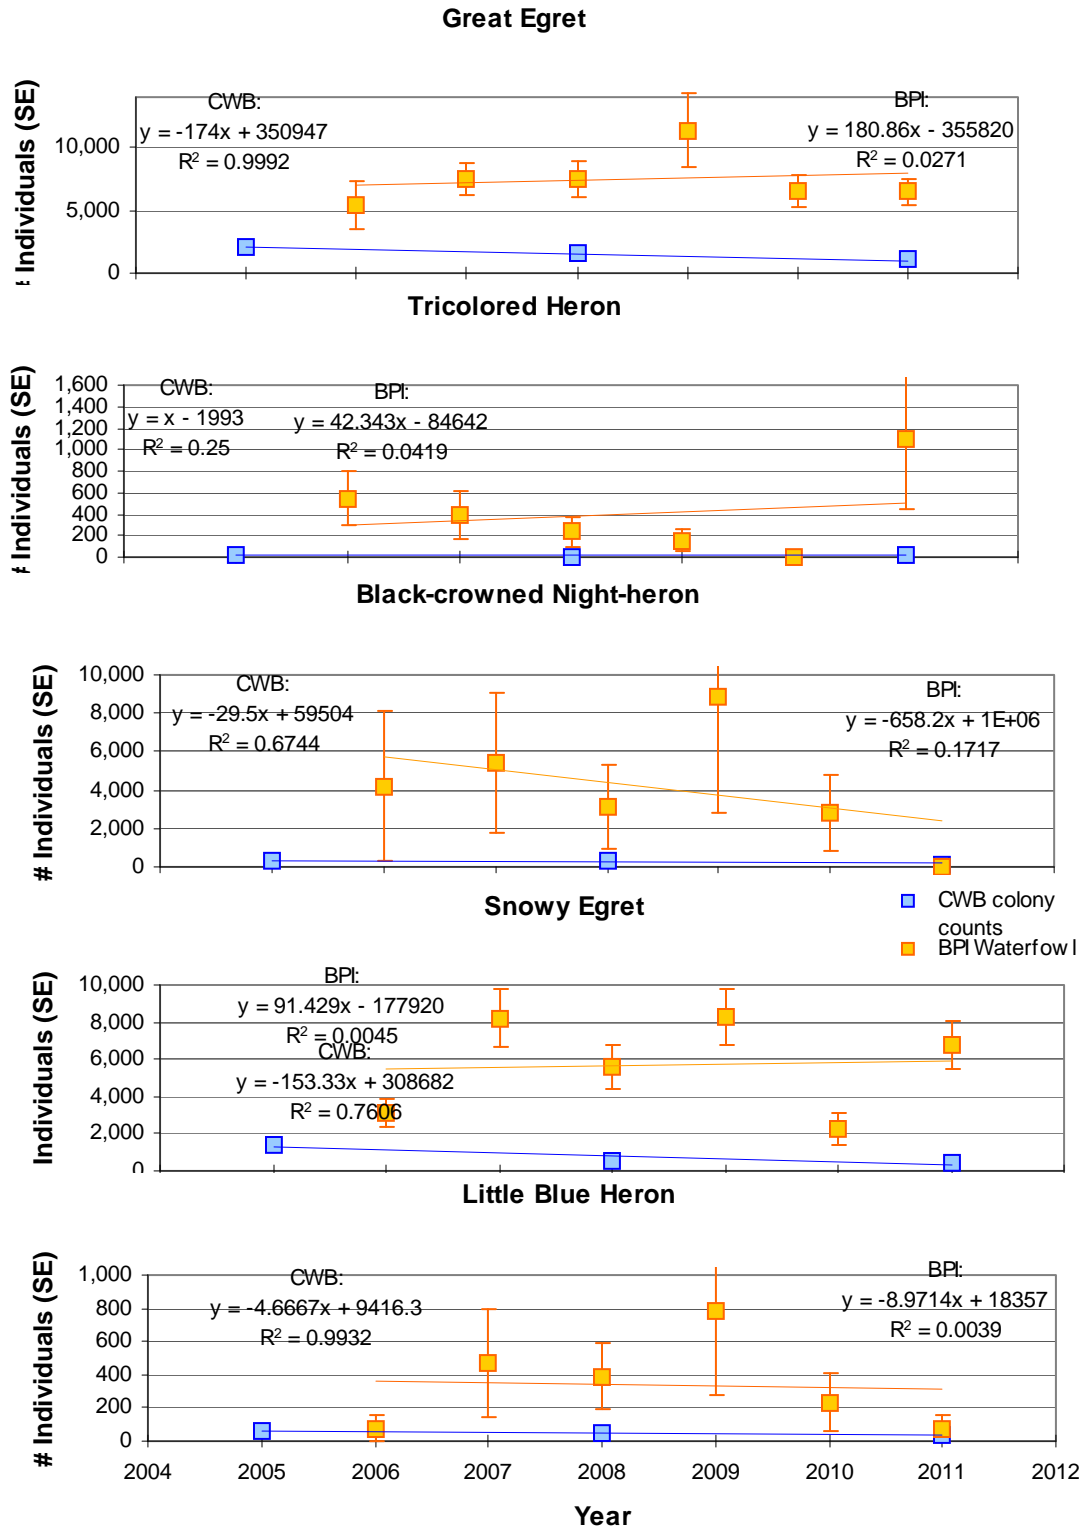 Great Egret
# Individuals (SE)
CWB:
y = -174x + 350947
R² = 0.9992
BPI:
y = 180.86x - 355820
R² = 0.0271
10,000
5,000
0
Tricolored Heron
# Individuals (SE)
CWB:
y = x - 1993
R² = 0.25
BPI:
y = 42.343x - 84642
R² = 0.0419
1,600
1,400
1,200
1,000
800
600
400
200
0
Black-crowned Night-heron
# Individuals (SE)
CWB:
y = -29.5x + 59504
R² = 0.6744
BPI:
y = -658.2x + 1E+06
R² = 0.1717
10,000
8,000
6,000
4,000
2,000
0
Snowy Egret
CWB colony
counts
BPI Waterfowl
Individuals (SE)
BPI:
y = 91.429x - 177920
R² = 0.0045
CWB:
y = -153.33x + 308682
R² = 0.7606
10,000
8,000
6,000
4,000
2,000
0
Little Blue Heron
# Individuals (SE)
CWB:
y = -4.6667x + 9416.3
R² = 0.9932
BPI:
y = -8.9714x + 18357
R² = 0.0039
1,000
800
600
400
200
0
2004 2005 2006 2007 2008 2009 2010 2011 2012
Year